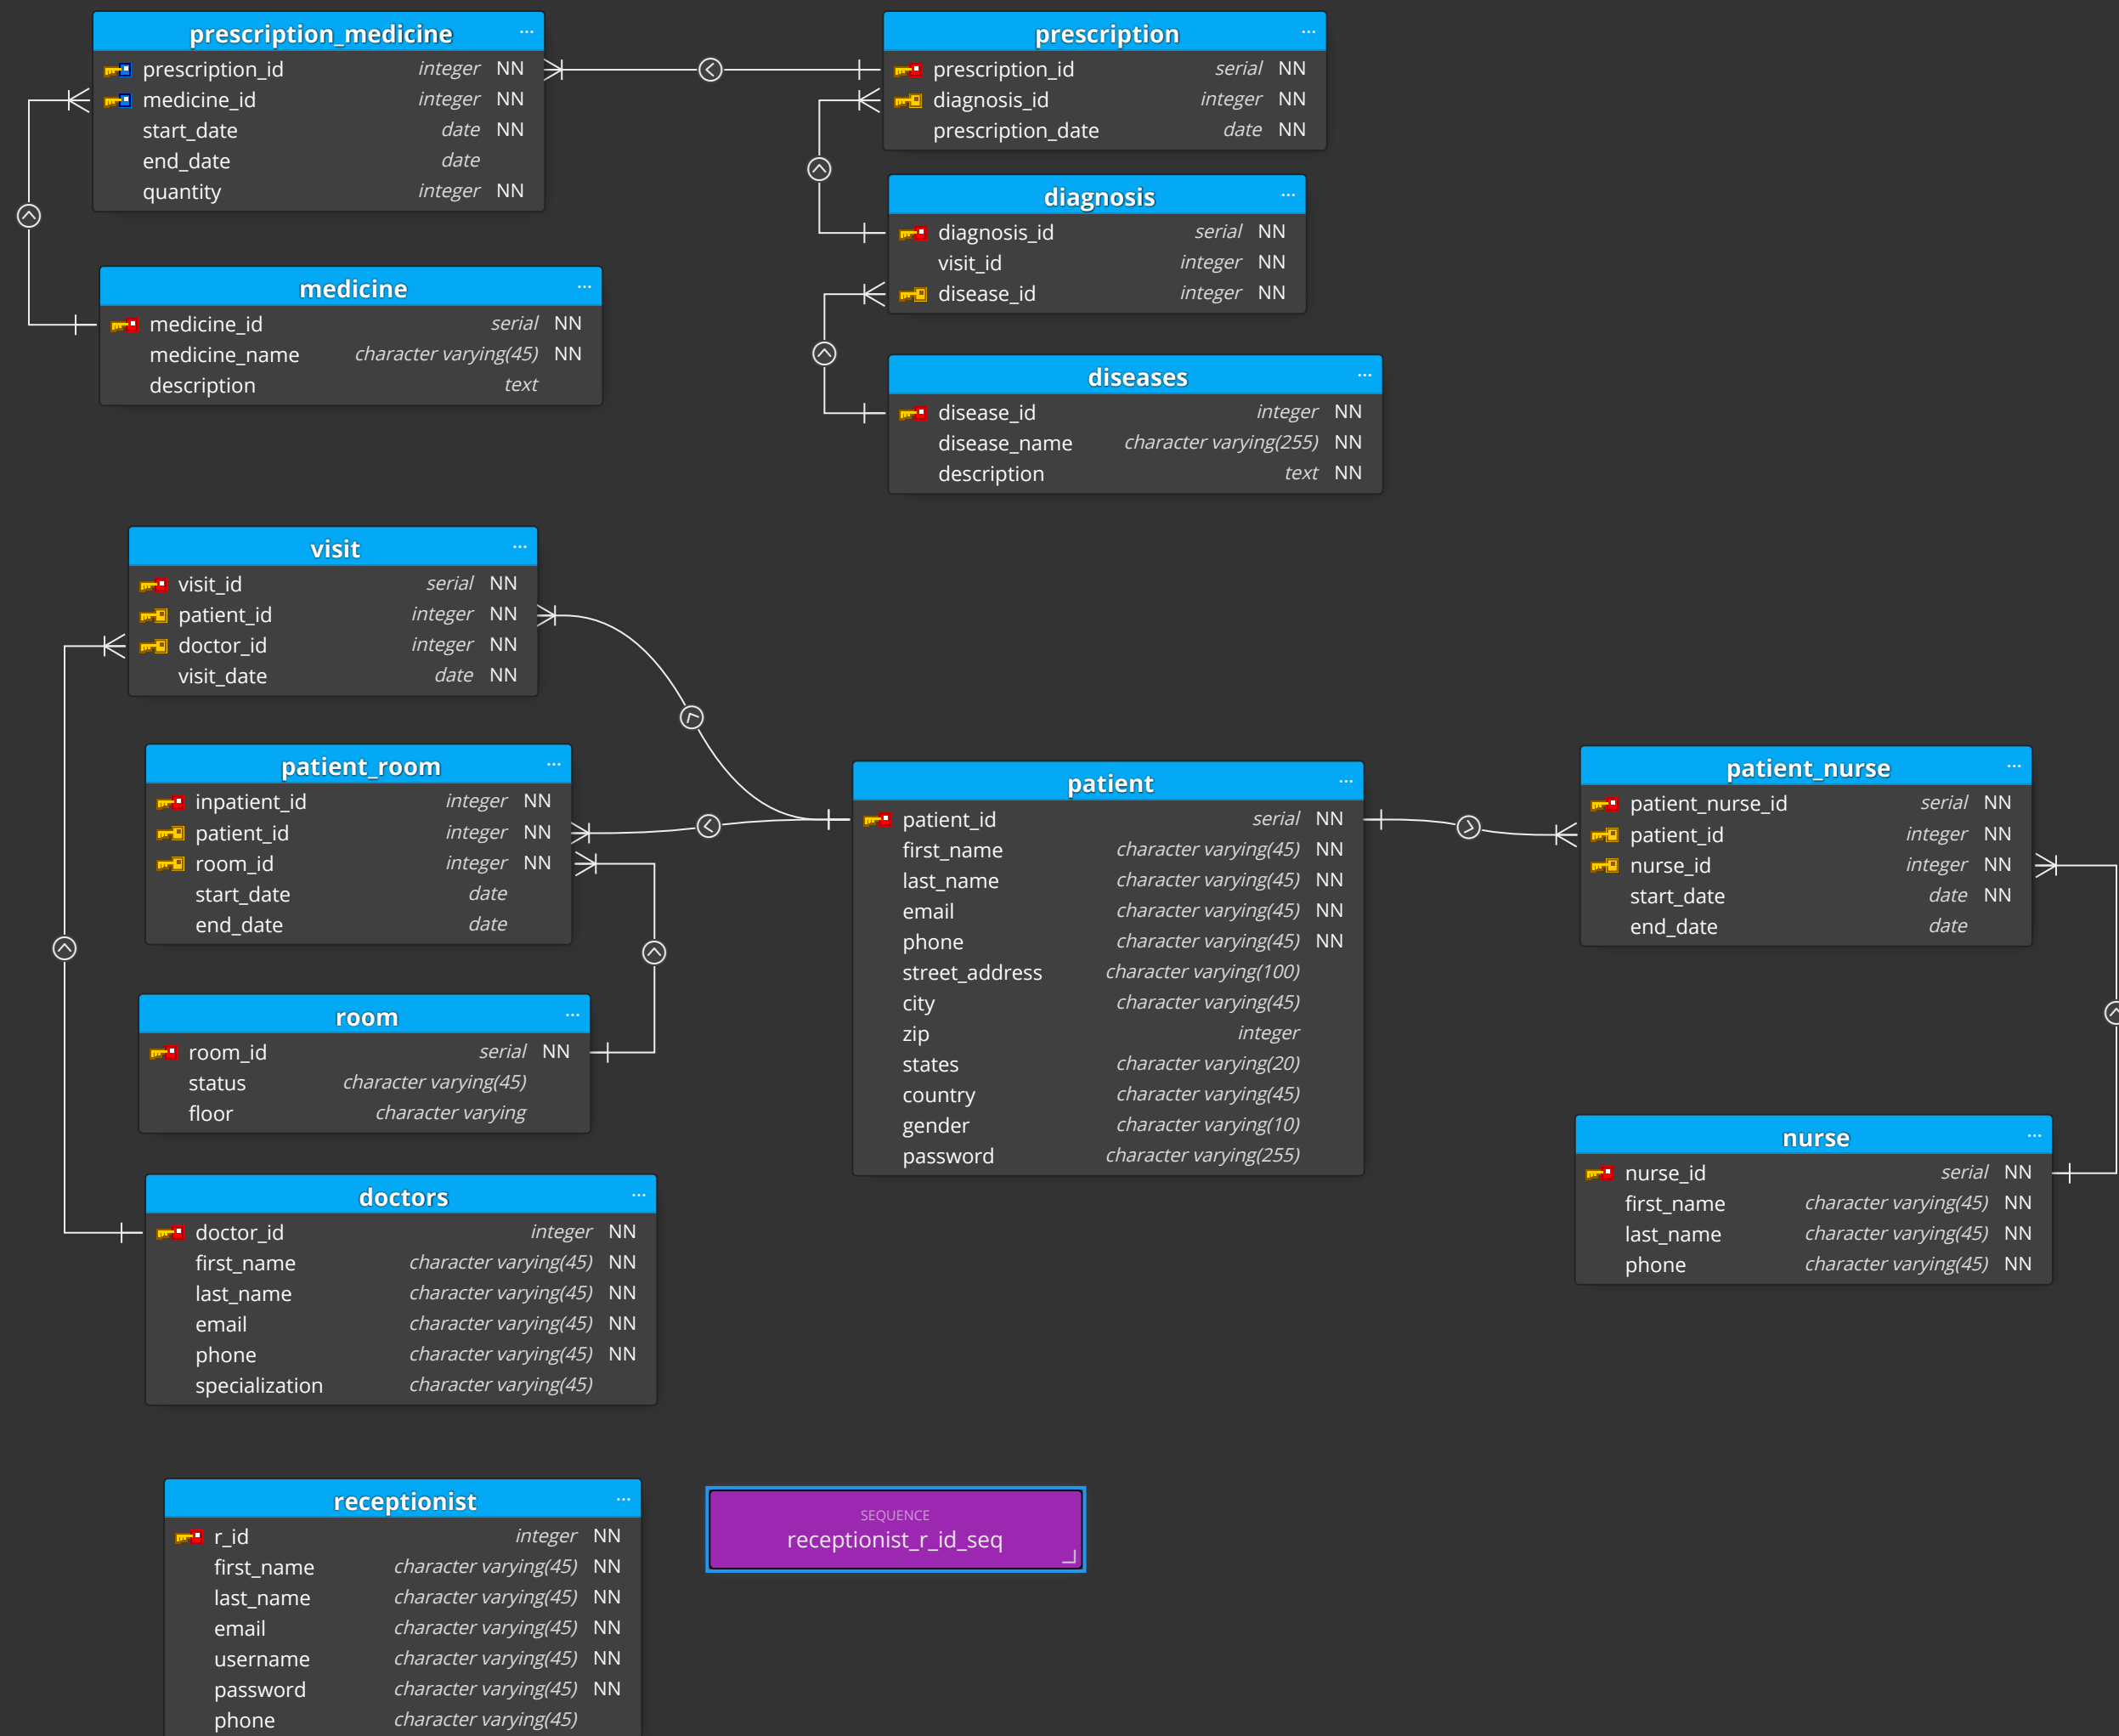 prescription_medicine ...
prescription_id integer NN
medicine_id integer NN
start_date date NN
end_date date
quantity integer NN
prescription ...
prescription_id serial NN
diagnosis_id integer NN
prescription_date date NN
diagnosis ...
diagnosis_id serial NN
visit_id integer NN
disease_id integer NN
medicine ...
medicine_id serial NN
medicine_name character varying(45) NN
description text
diseases ...
disease_id integer NN
disease_name character varying(255) NN
description text NN
visit ...
visit_id serial NN
patient_id integer NN
doctor_id integer NN
visit_date date NN
patient_room ...
inpatient_id integer NN
patient_id integer NN
room_id integer NN
start_date date
end_date date
patient ...
patient_id serial NN
first_name character varying(45) NN
last_name character varying(45) NN
email character varying(45) NN
phone character varying(45) NN
street_address character varying(100)
city character varying(45)
zip integer
states character varying(20)
country character varying(45)
gender character varying(10)
password character varying(255)
patient_nurse ...
patient_nurse_id serial NN
patient_id integer NN
nurse_id integer NN
start_date date NN
end_date date
room ...
room_id serial NN
status character varying(45)
floor character varying
nurse ...
nurse_id serial NN
first_name character varying(45) NN
last_name character varying(45) NN
phone character varying(45) NN
doctors ...
doctor_id integer NN
first_name character varying(45) NN
last_name character varying(45) NN
email character varying(45) NN
phone character varying(45) NN
specialization character varying(45)
receptionist ...
r_id integer NN
first_name character varying(45) NN
last_name character varying(45) NN
email character varying(45) NN
username character varying(45) NN
password character varying(45) NN
phone character varying(45)
SEQUENCE
receptionist_r_id_seq